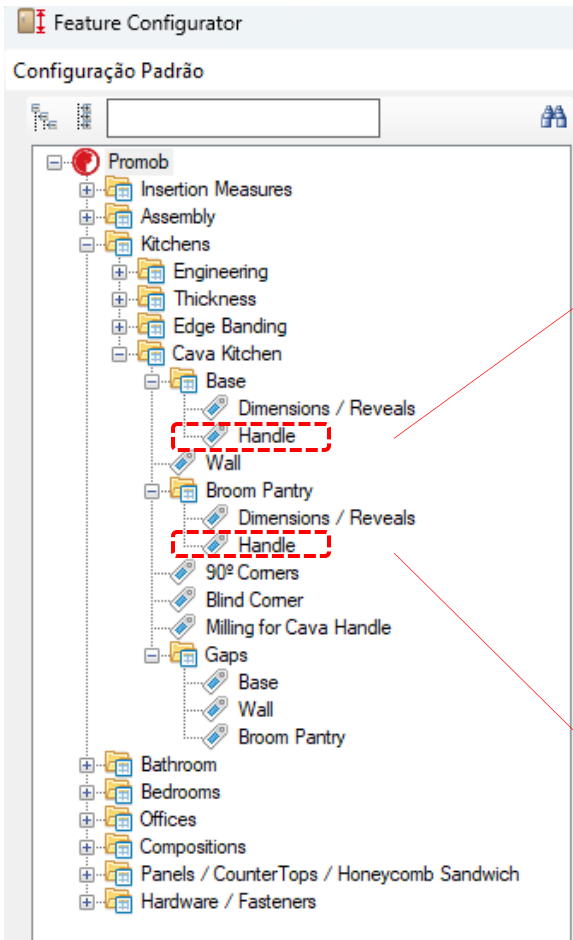 Feature Configurator
Configuração Padrão
Promob
Insertion Measures
Assembly
Kitchens
Engineering
Thickness
Edge Banding
Cava Kitchen
Base
Dimensions / Reveals
Handle
Wall
Broom Pantry
Dimensions / Reveals
Handle
90º Corners
Blind Corner
Milling for Cava Handle
Gaps
Base
Wall
Broom Pantry
Bathroom
Bedrooms
Offices
Compositions
Panels / CounterTops / Honeycomb Sandwich
Hardware / Fasteners